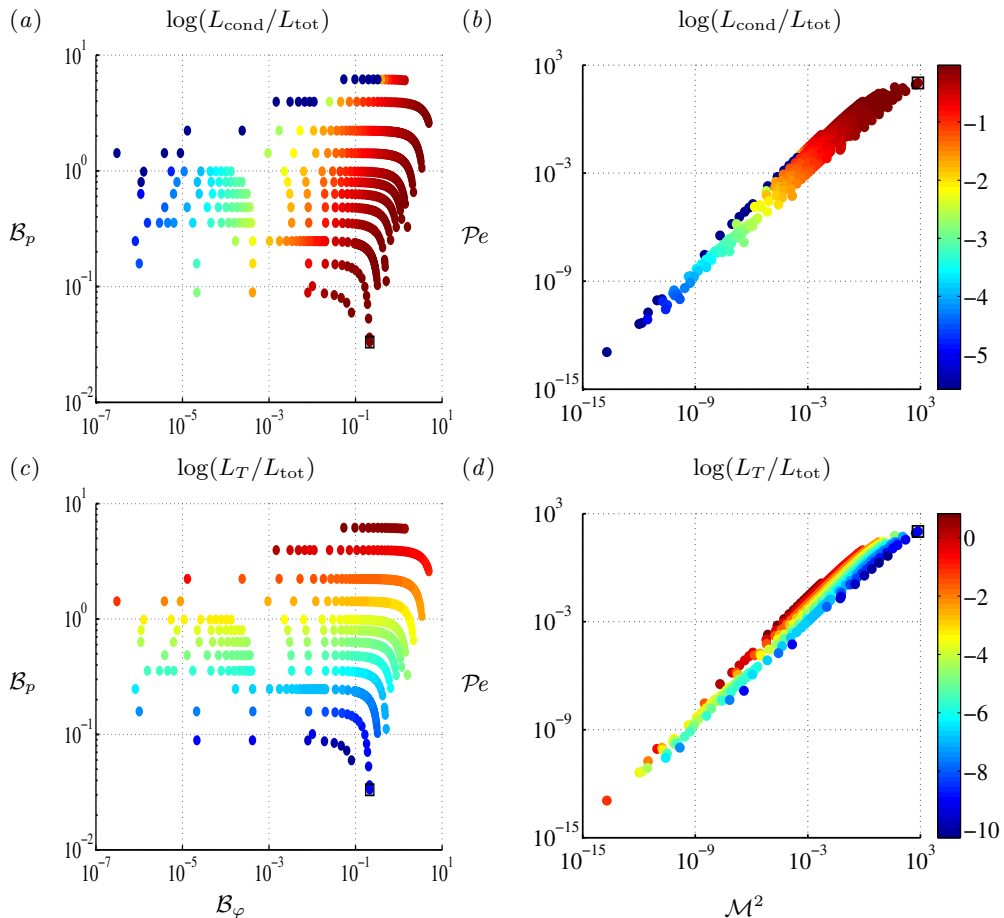 (a) log(L_cond/L_tot)
10^1
10^0
10^-1
10^-2
B_p
10^-7 10^-5 10^-3 10^-1 10^1
(b) log(L_cond/L_tot)
10^3
10^-3
10^-9
10^-15
Pe
10^-15 10^-9 10^-3 10^3
−1
−2
−3
−4
−5
(c) log(L_T/L_tot)
10^1
10^0
10^-1
10^-2
B_p
10^-7 10^-5 10^-3 10^-1 10^1
B_φ
(d) log(L_T/L_tot)
10^3
10^-3
10^-9
10^-15
Pe
10^-15 10^-9 10^-3 10^3
M^2
0
−2
−4
−6
−8
−10